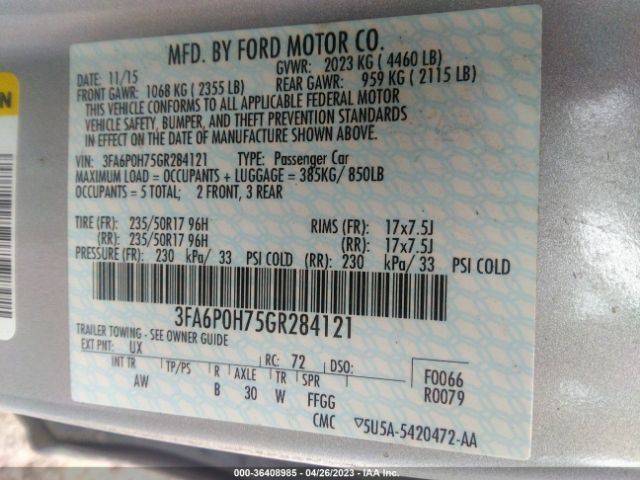 MFD. BY FORD MOTOR CO.
DATE: 11/15 GVWR: 2023 KG ( 4460 LB)
FRONT GAWR: 1068 KG ( 2355 LB) REAR GAWR: 959 KG ( 2115 LB)
THIS VEHICLE CONFORMS TO ALL APPLICABLE FEDERAL MOTOR
VEHICLE SAFETY, BUMPER, AND THEFT PREVENTION STANDARDS
IN EFFECT ON THE DATE OF MANUFACTURE SHOWN ABOVE.
VIN: 3FA6P0H75GR284121 TYPE: Passenger Car
MAXIMUM LOAD = OCCUPANTS + LUGGAGE = 385KG/ 850LB
OCCUPANTS = 5 TOTAL; 2 FRONT, 3 REAR
TIRE (FR): 235/50R17 96H RIMS (FR): 17x7.5J
(RR): 235/50R17 96H (RR): 17x7.5J
PRESSURE (FR): 230 kPa/ 33 PSI COLD (RR): 230 kPa/ 33 PSI COLD
3FA6P0H75GR284121
TRAILER TOWING - SEE OWNER GUIDE
EXT PNT: UX RC: 72 DSO:
INT TR TP/PS R AXLE TR SPR F0066
AW B 30 W FFGG R0079
CMC ▽5U5A-5420472-AA
000-36408985 - 04/26/2023 - IAA Inc.